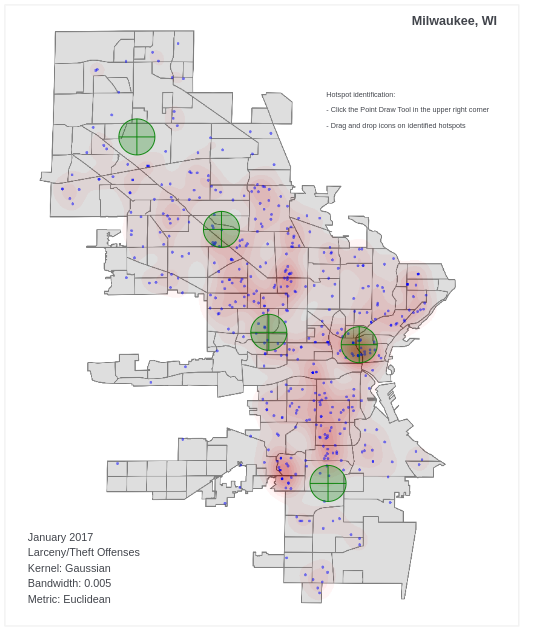 Milwaukee, WI
Hotspot identification:
- Click the Point Draw Tool in the upper right corner
- Drag and drop icons on identified hotspots
January 2017
Larceny/Theft Offenses
Kernel: Gaussian
Bandwidth: 0.005
Metric: Euclidean